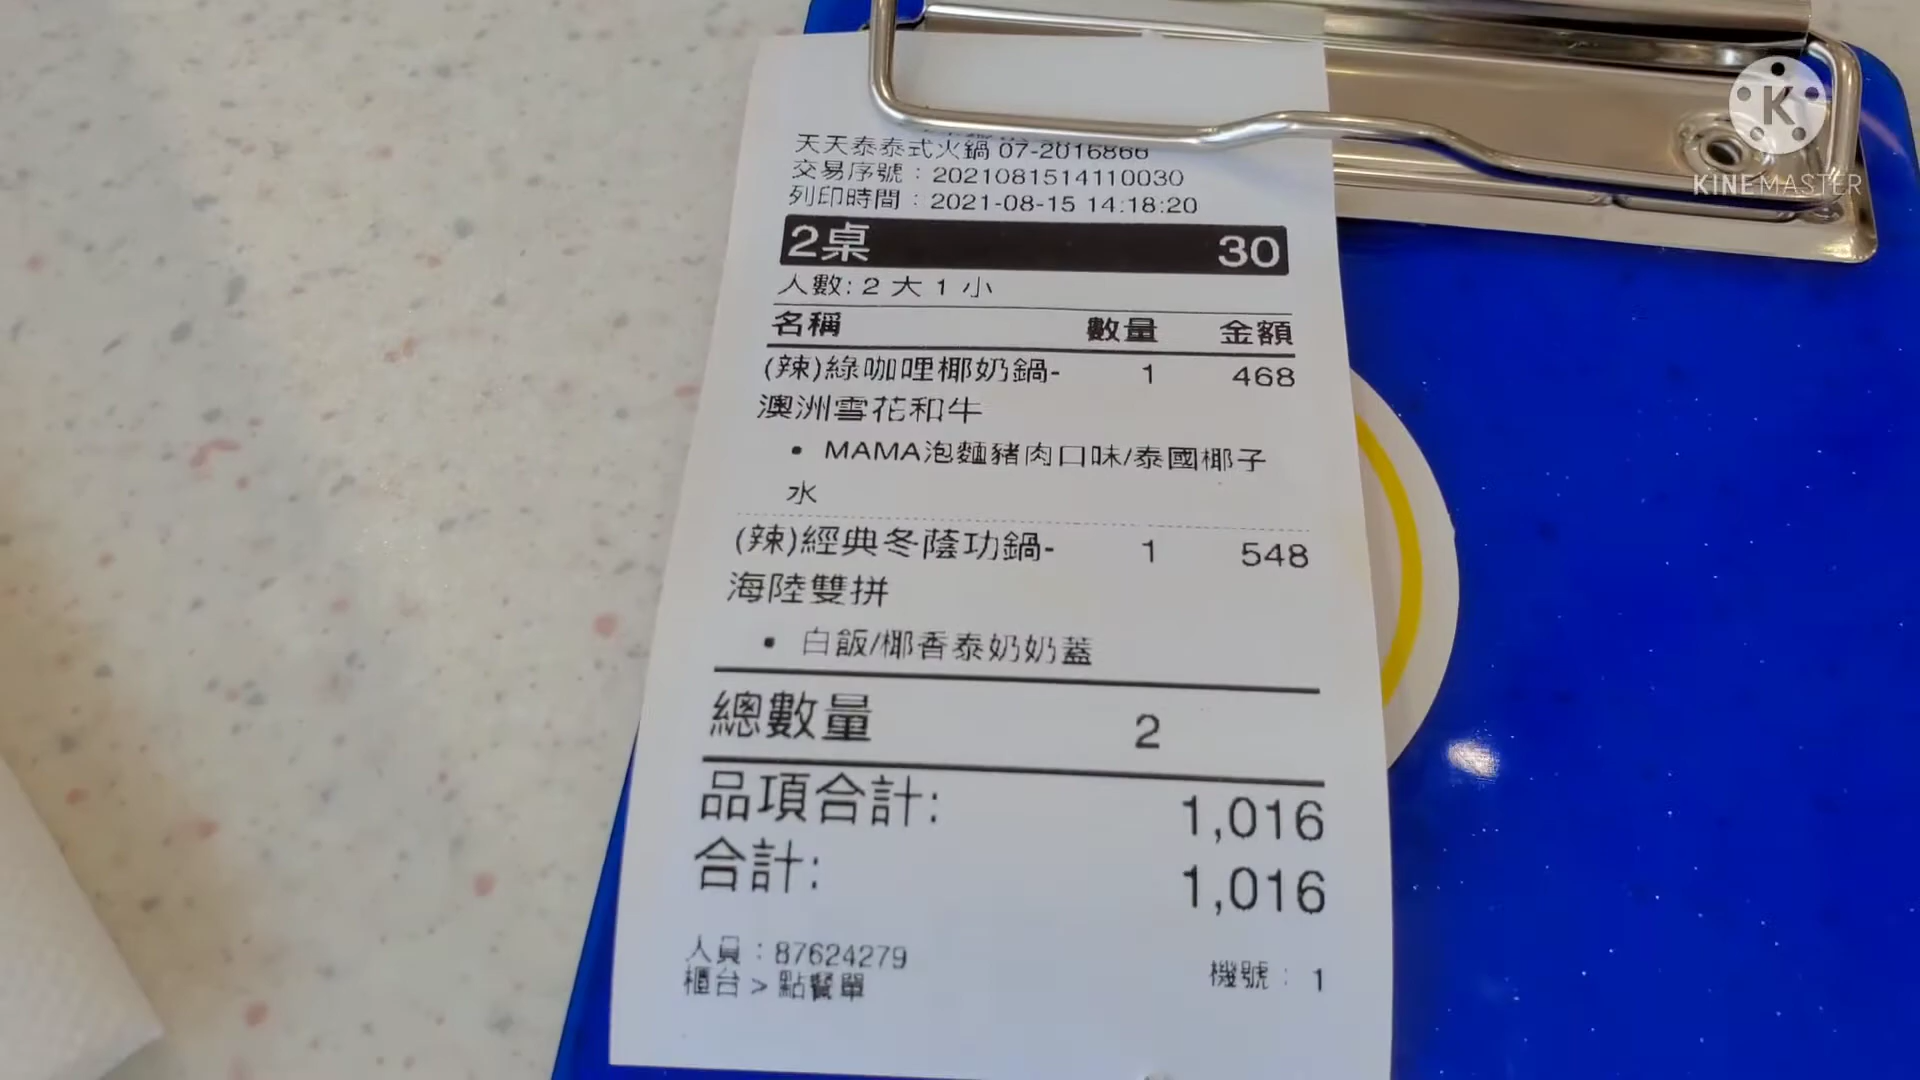 天天泰泰式火鍋 07-2016866
交易序號：2021081514110030
列印時間：2021-08-15 14:18:20
2桌 30
人數: 2 大 1 小
名稱 數量 金額
(辣)綠咖哩椰奶鍋- 1 468
澳洲雪花和牛
• MAMA泡麵豬肉口味/泰國椰子
水
(辣)經典冬蔭功鍋- 1 548
海陸雙拼
• 白飯/椰香泰奶奶蓋
總數量 2
品項合計: 1,016
合計: 1,016
人員：87624279
櫃台 > 點餐單 機號：1
K
KINEMASTER